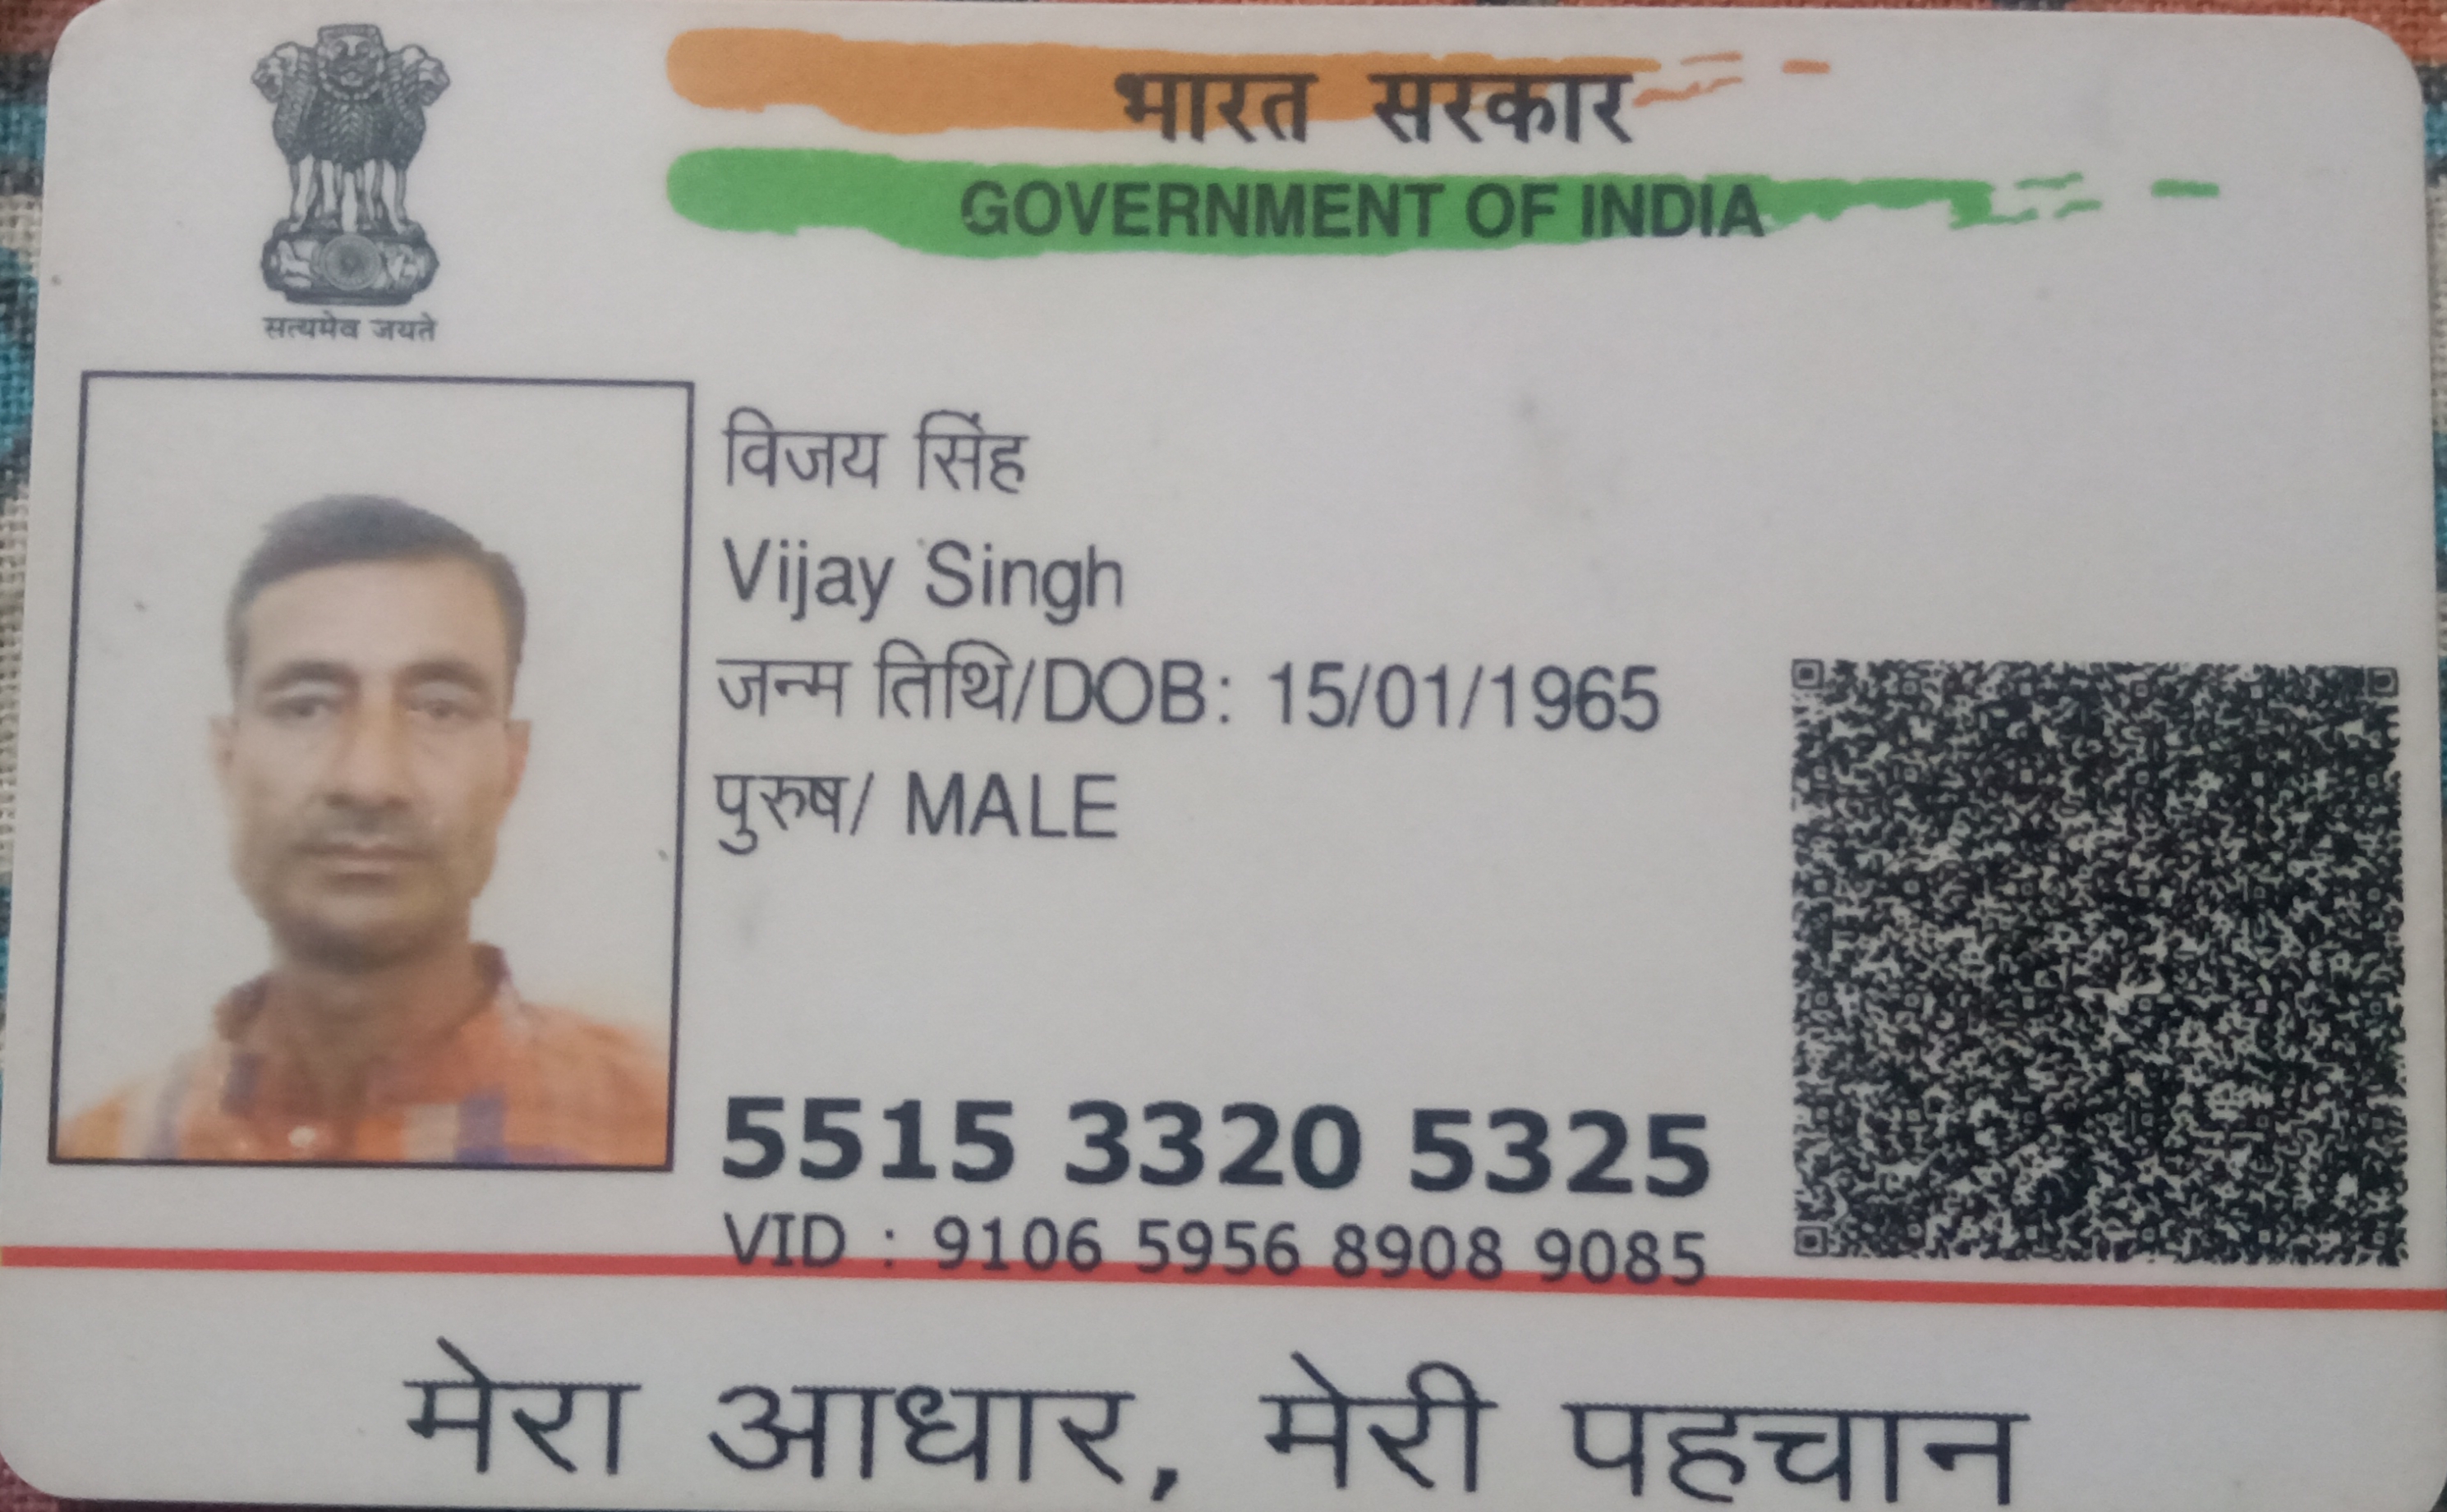 भारत सरकार
GOVERNMENT OF INDIA
सत्यमेव जयते
विजय सिंह
Vijay Singh
जन्म तिथि/DOB: 15/01/1965
पुरुष/ MALE
5515 3320 5325
VID : 9106 5956 8908 9085
मेरा आधार, मेरी पहचान